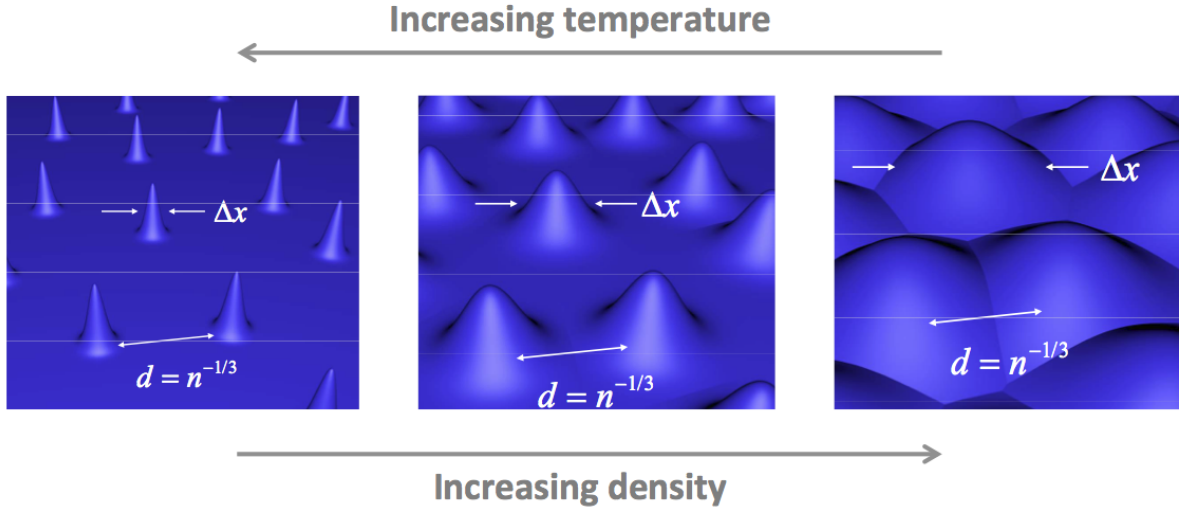 Increasing temperature
Δx
Δx
Δx
d = n⁻¹/³
d = n⁻¹/³
d = n⁻¹/³
Increasing density